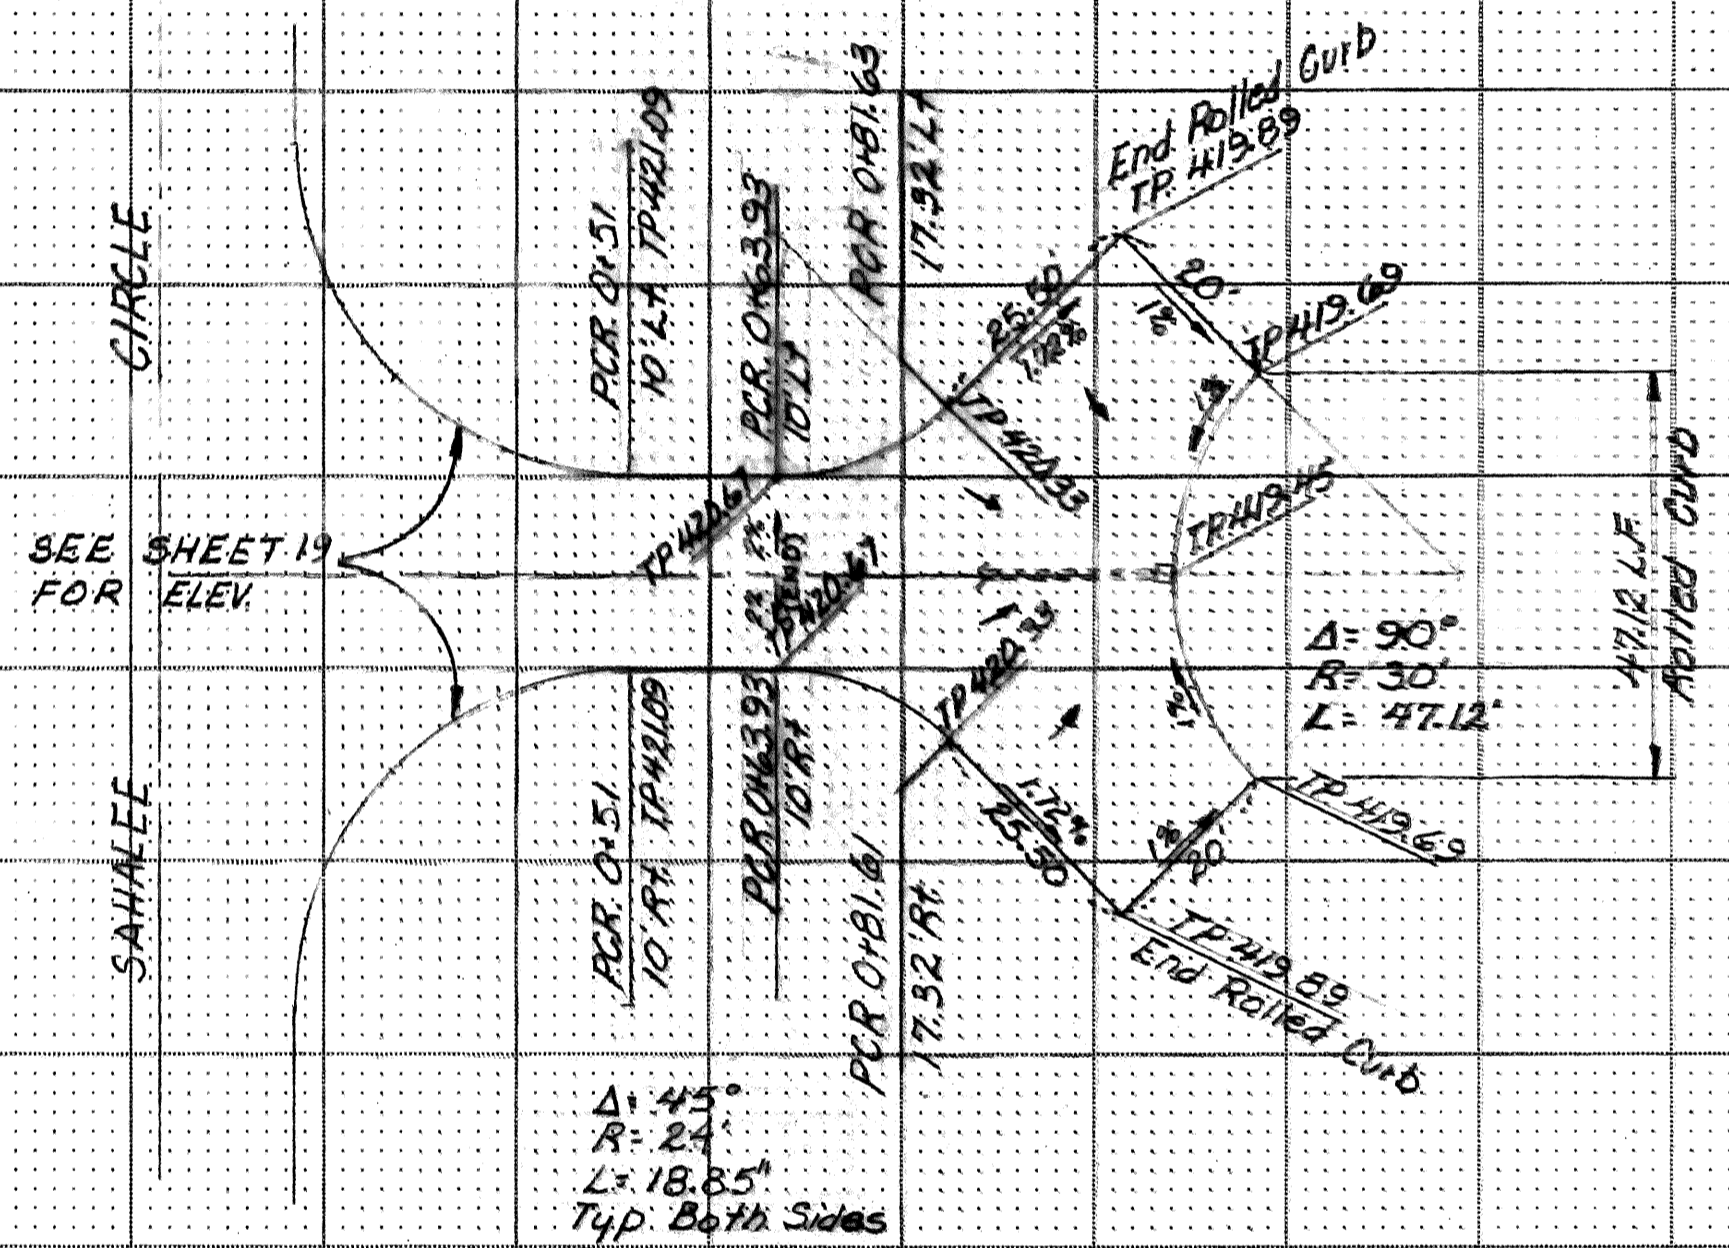 CIRCLE
SAHALEE
SEE SHEET 19
FOR ELEV.
PCR. 0+51
10' Lt TP 421.09
PCR. 0+63.93
10' Lt
PCR 0+81.63
17.32' Lt
End Rolled Curb
T.P. 419.89
25.50'
1.72%
20'
1%
TP 419.69
TP 420.33
TP 420.67
1%
T.P. 419.45
2% 2%
420.67
TP 420.33
47.12 L.F.
Rolled Curb
Δ= 90°
R= 30'
L= 47.12'
1%
PCR. 0+51
10' Rt. TP 421.09
PCR 0+63.93
10' Rt
PCR 0+81.61
17.32' Rt.
1.72%
25.50
1%
20'
TP 419.69
TP 419.89
End Rolled Curb
Δ= 45°
R= 24'
L= 18.85"
Typ. Both Sides